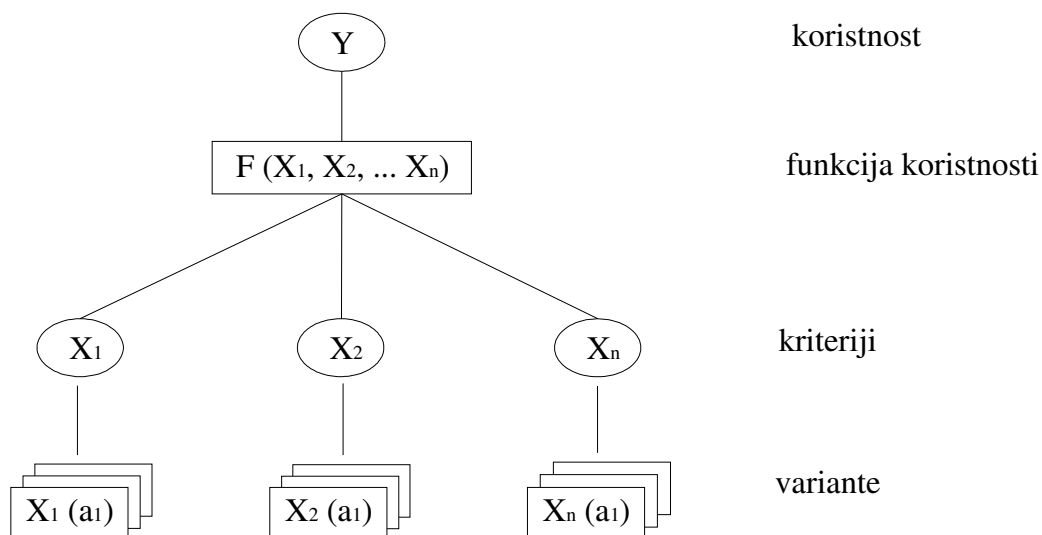 Y koristnost
F (X1, X2, ... Xn) funkcija koristnosti
X1 X2 Xn kriteriji
X1 (a1) X2 (a1) Xn (a1) variante